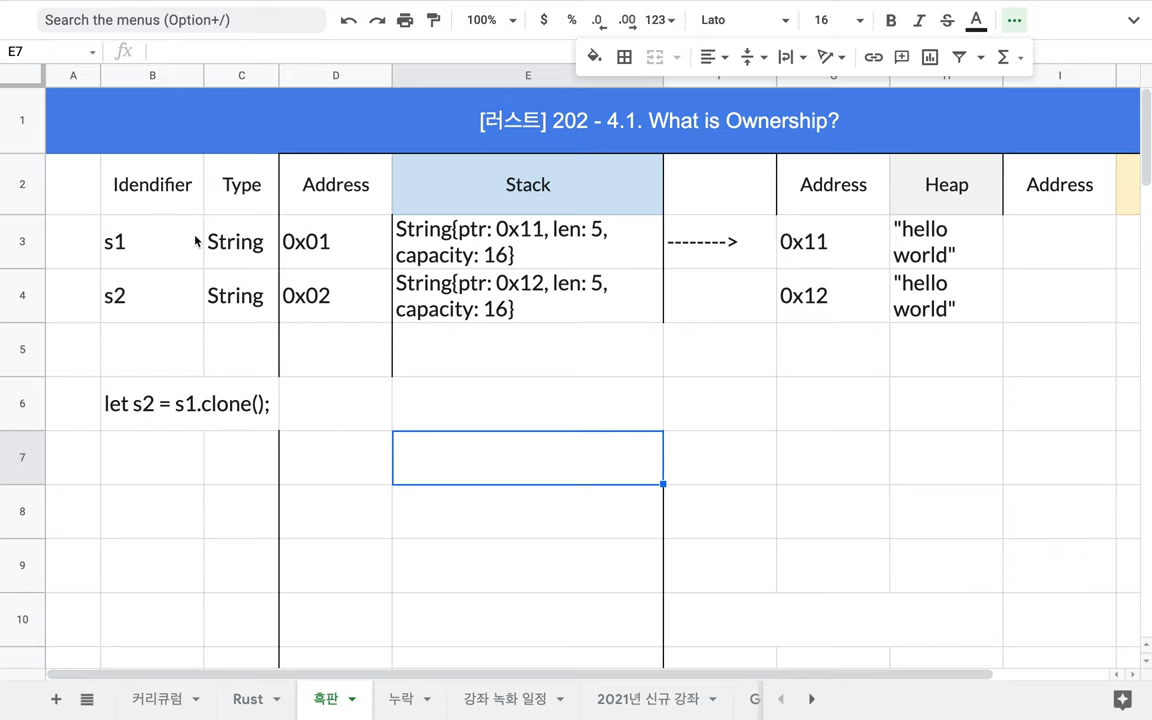 Search the menus (Option+/)
100%
$ % .0 .00 123
Lato
16
B I S A
E7
fx
A B C D E F G H I
1 [러스트] 202 - 4.1. What is Ownership?
2 Idendifier Type Address Stack Address Heap Address
3 s1 String 0x01 String{ptr: 0x11, len: 5, capacity: 16} --------> 0x11 "hello world"
4 s2 String 0x02 String{ptr: 0x12, len: 5, capacity: 16} 0x12 "hello world"
5
6 let s2 = s1.clone();
7
8
9
10
커리큘럼 Rust 흑판 누락 강좌 녹화 일정 2021년 신규 강좌 G